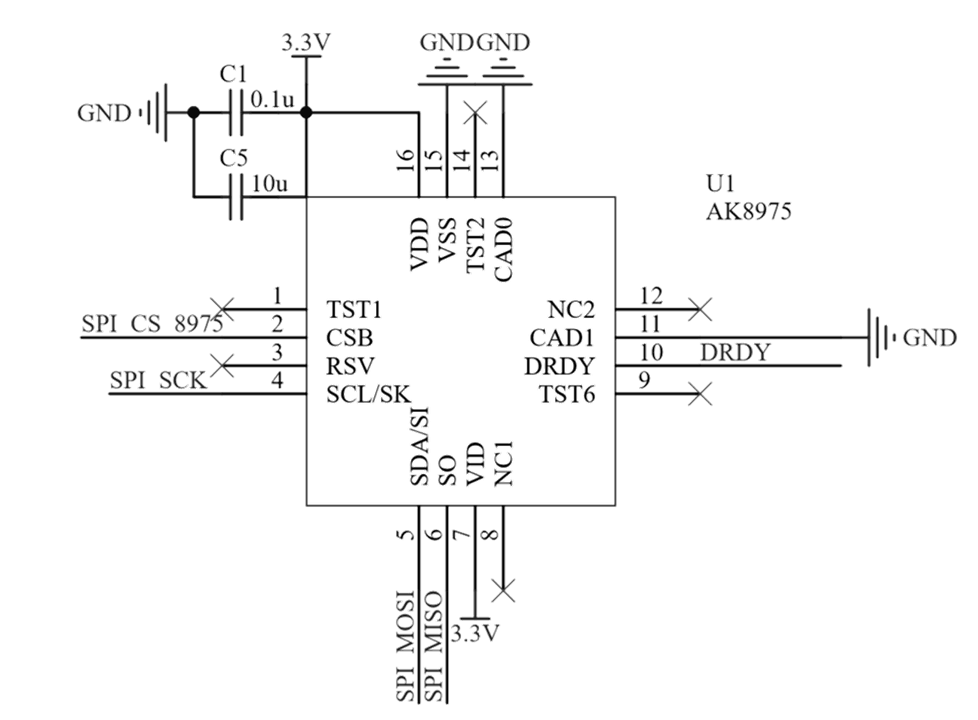 3.3V
GND GND
C1
GND
0.1u
C5
10u
16
15
14
13
U1
AK8975
VDD
VSS
TST2
CAD0
1
TST1
NC2
12
SPI_CS_8975
2
CSB
CAD1
11
GND
3
RSV
DRDY
10
DRDY
SPI_SCK
4
SCL/SK
TST6
9
SDA/SI
SO
VID
NC1
5
6
7
8
SPI_MOSI
SPI_MISO
3.3V